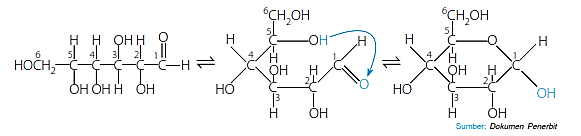 H H OH H O
6 5 4 3 2 1
HOCH2-C-C-C-C-C-H
OH OH H OH
6CH2OH
5
C OH
H H H
4 C C 1
OH H
HO C C O
3 2
H OH
6CH2OH
5
C O
H H H
4 C C 1
OH H
HO C C OH
3 2
H OH
Sumber: Dokumen Penerbit